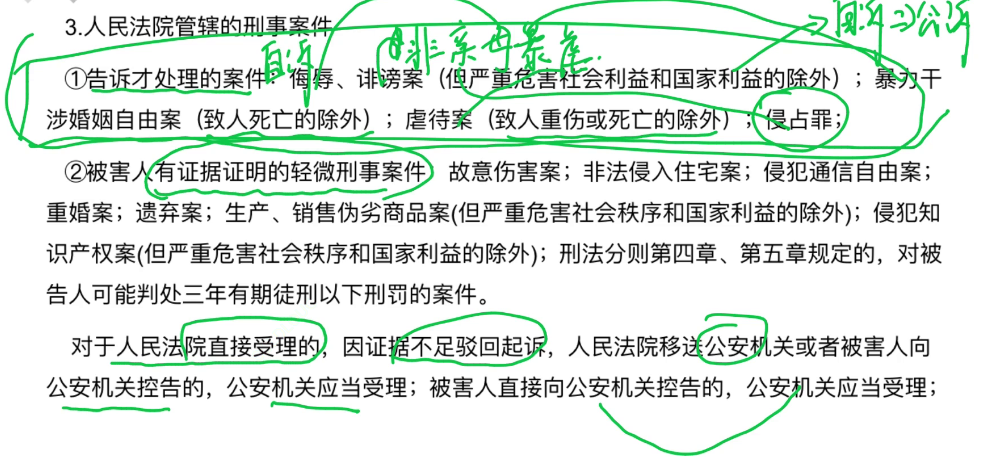 3.人民法院管辖的刑事案件
自诉
→自诉⇒公诉
①告诉才处理的案件：侮辱、诽谤案（但严重危害社会利益和国家利益的除外）；暴力干
涉婚姻自由案（致人死亡的除外）；虐待案（致人重伤或死亡的除外）；侵占罪；
②被害人有证据证明的轻微刑事案件 故意伤害案；非法侵入住宅案；侵犯通信自由案；
重婚案；遗弃案；生产、销售伪劣商品案(但严重危害社会秩序和国家利益的除外)；侵犯知
识产权案(但严重危害社会秩序和国家利益的除外)；刑法分则第四章、第五章规定的，对被
告人可能判处三年有期徒刑以下刑罚的案件。
对于人民法院直接受理的，因证据不足驳回起诉，人民法院移送公安机关或者被害人向
公安机关控告的，公安机关应当受理；被害人直接向公安机关控告的，公安机关应当受理；